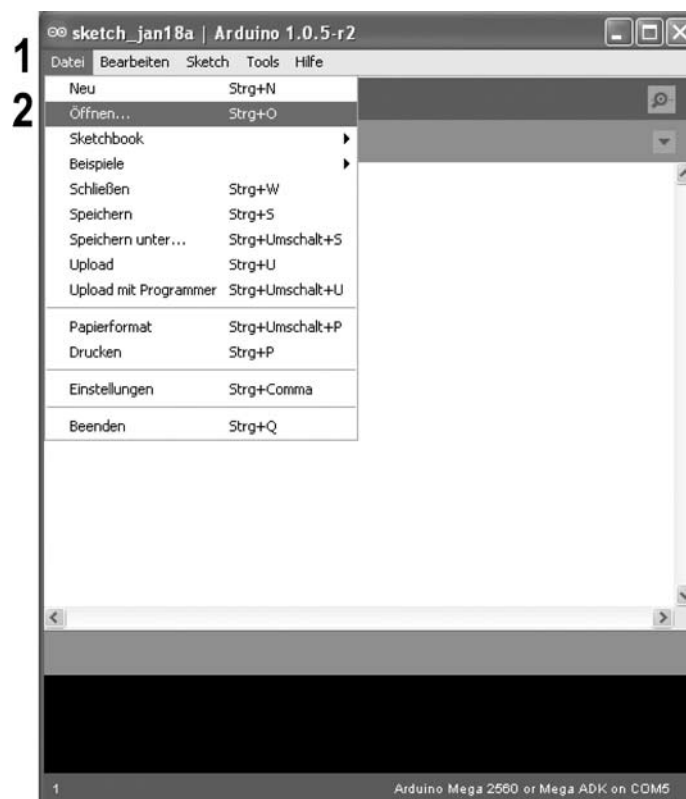 sketch_jan18a | Arduino 1.0.5-r2
1
Datei Bearbeiten Sketch Tools Hilfe
Neu Strg+N
2
Öffnen... Strg+O
Sketchbook
Beispiele
Schließen Strg+W
Speichern Strg+S
Speichern unter... Strg+Umschalt+S
Upload Strg+U
Upload mit Programmer Strg+Umschalt+U
Papierformat Strg+Umschalt+P
Drucken Strg+P
Einstellungen Strg+Comma
Beenden Strg+Q
1 Arduino Mega 2560 or Mega ADK on COM5